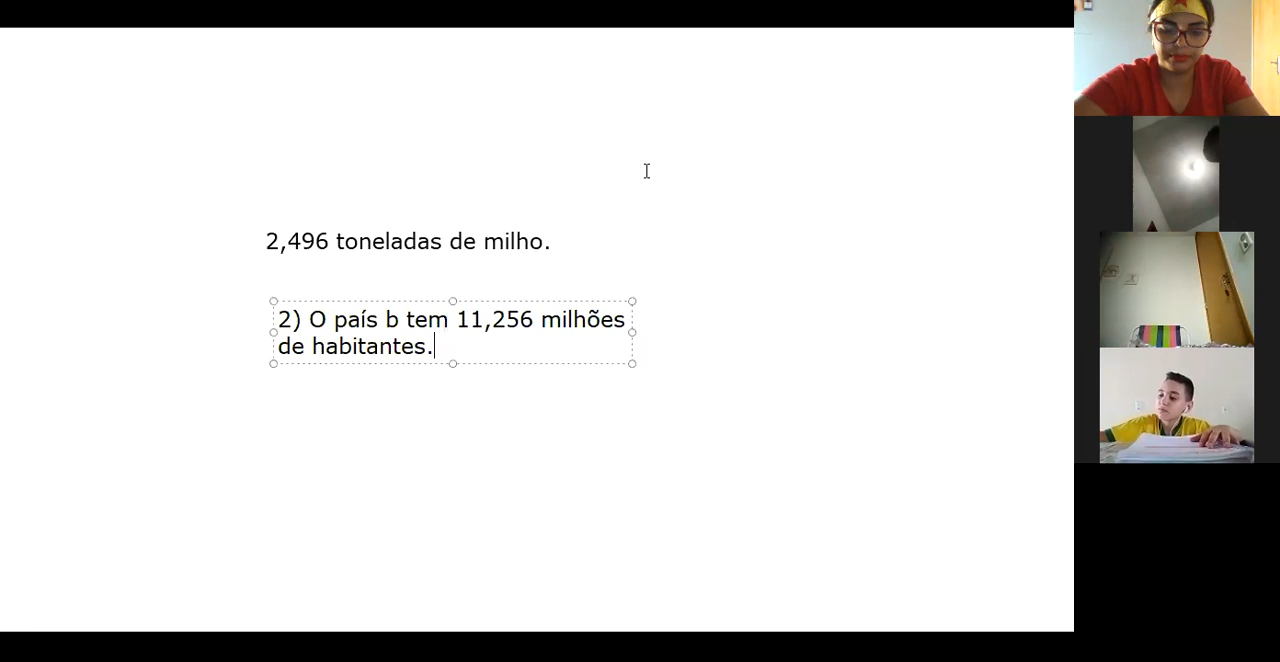 2,496 toneladas de milho.
2) O país b tem 11,256 milhões
de habitantes.